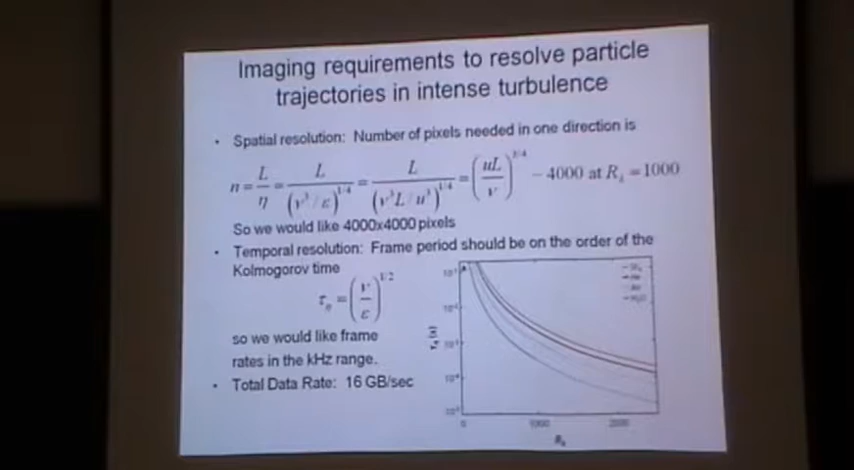 Imaging requirements to resolve particle
trajectories in intense turbulence
• Spatial resolution: Number of pixels needed in one direction is
n = L/η = L/(ν³/ε)^1/4 = L/(ν³L/u³)^1/4 = (uL/ν)^3/4 ~ 4000 at R_λ = 1000
So we would like 4000x4000 pixels
• Temporal resolution: Frame period should be on the order of the
Kolmogorov time
τ_η = (ν/ε)^1/2
so we would like frame
rates in the kHz range.
• Total Data Rate: 16 GB/sec
0 1000 2000